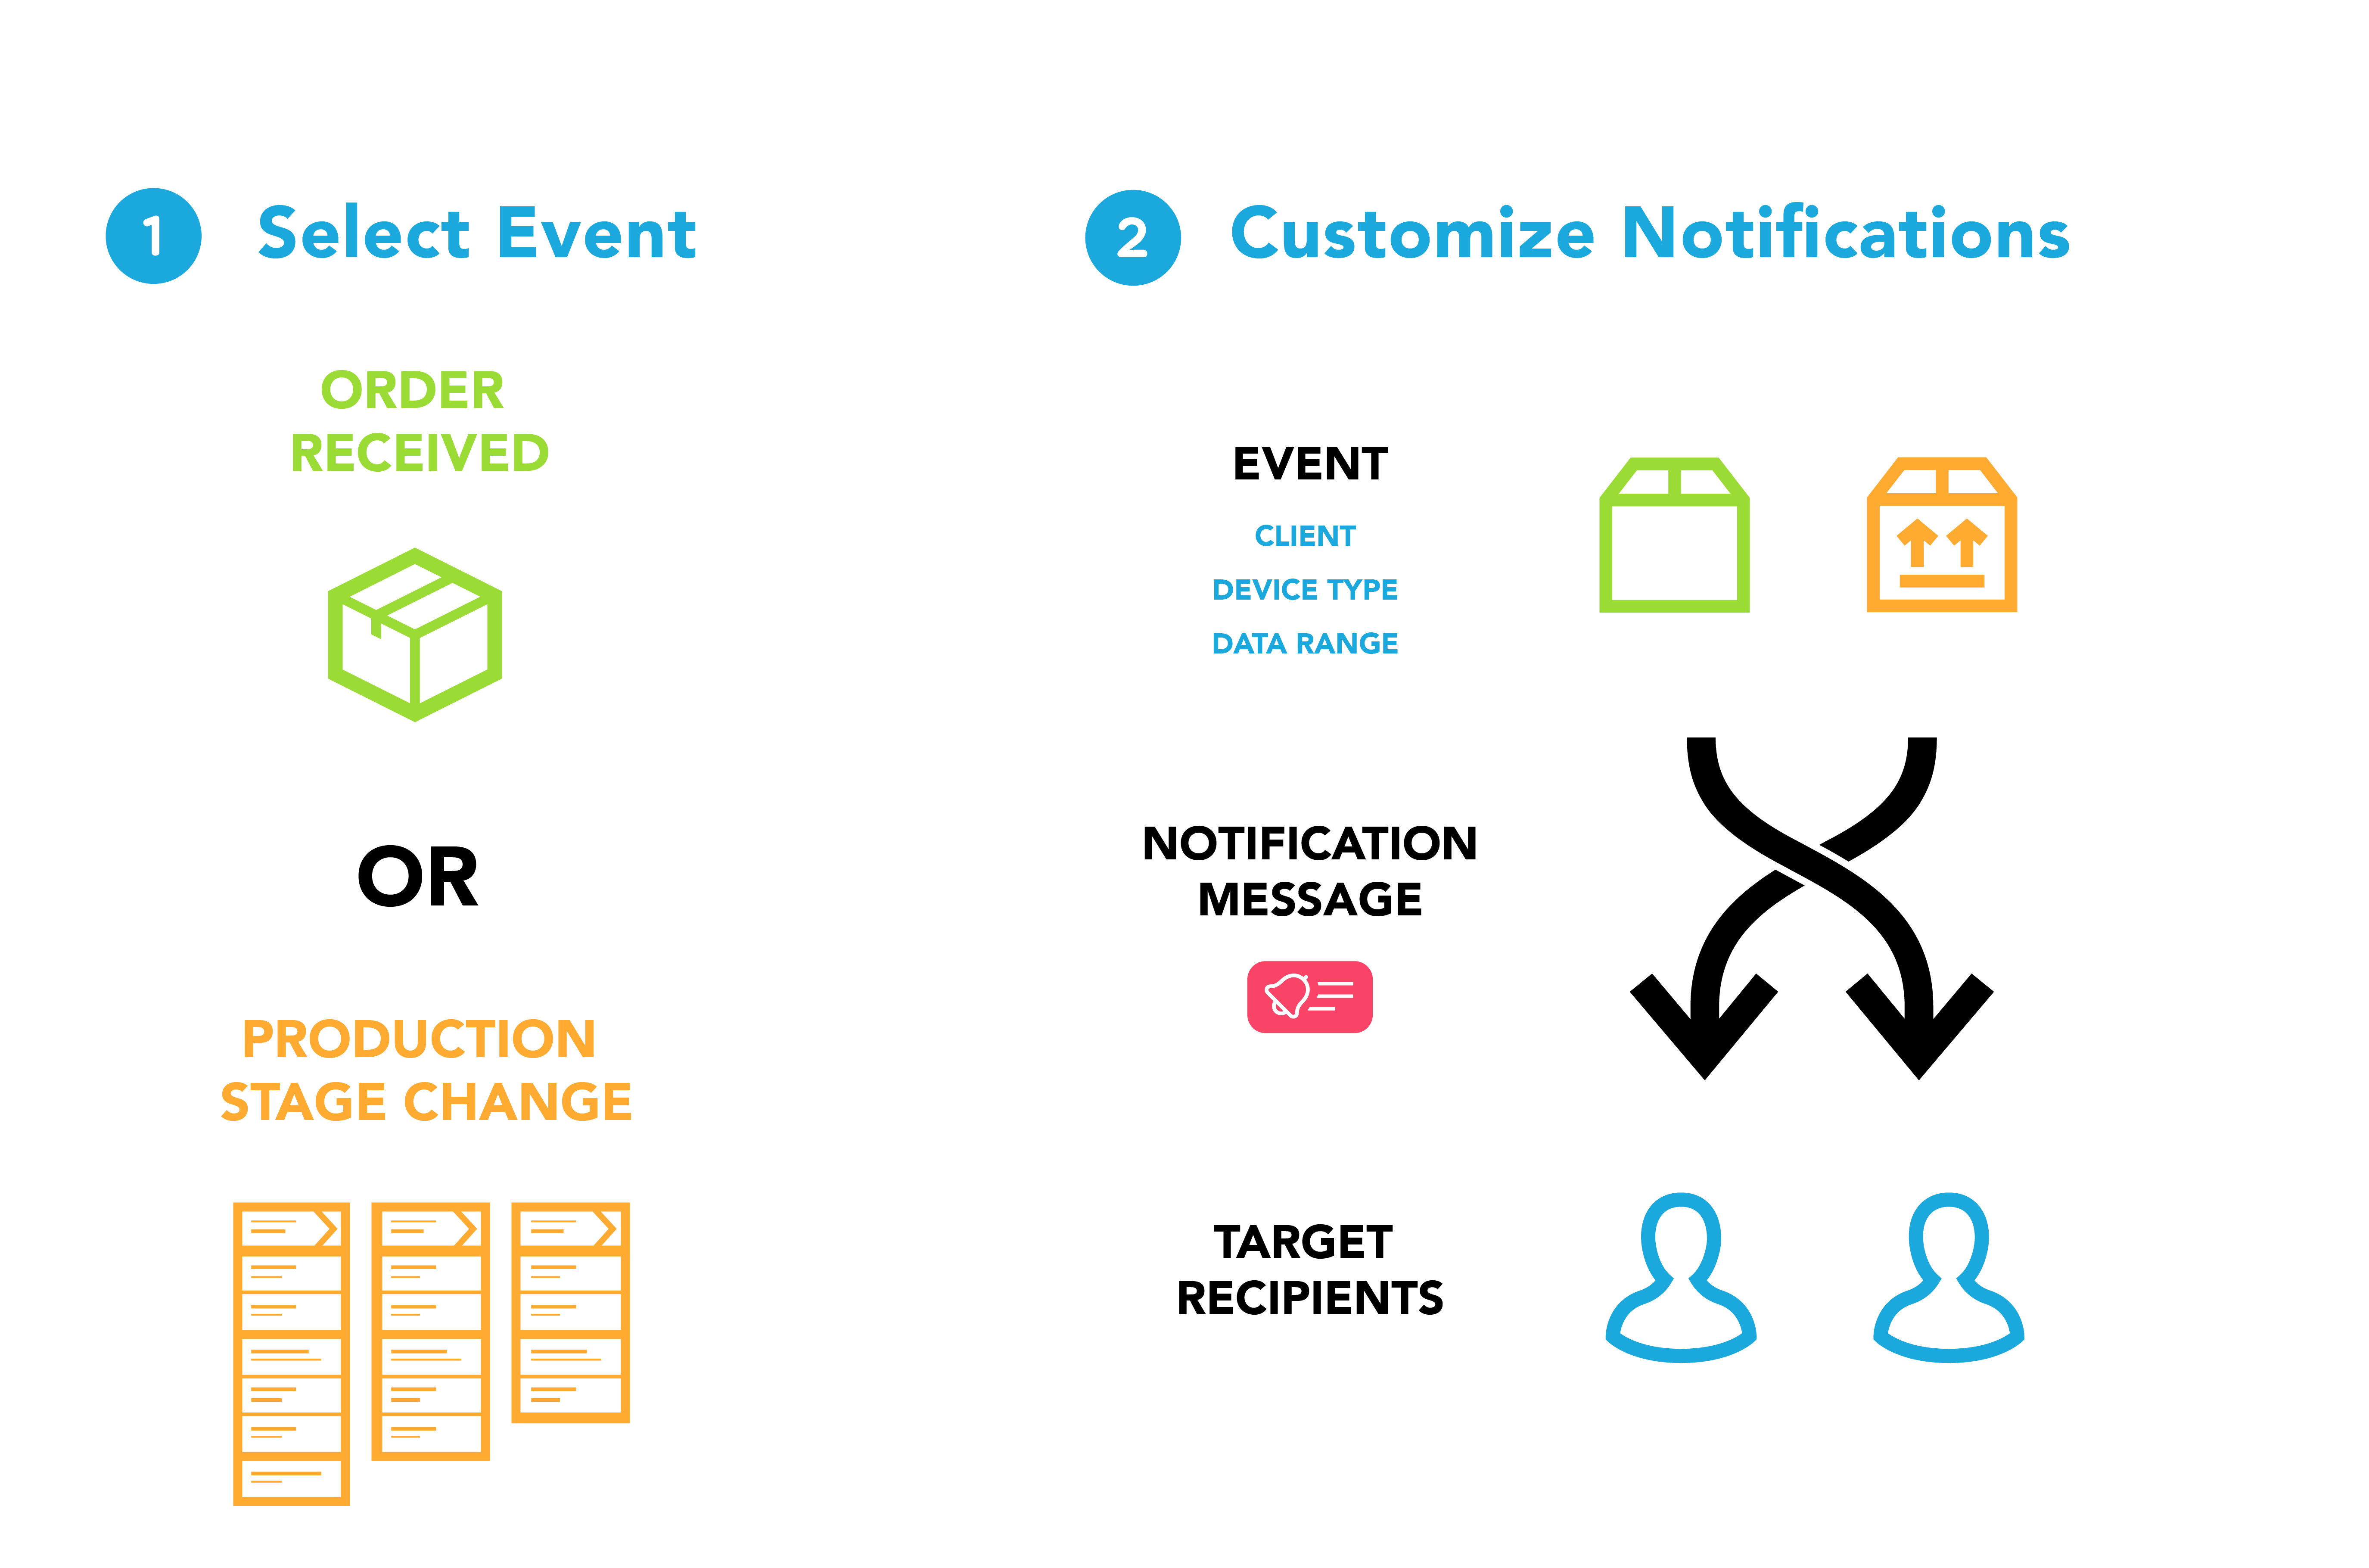 1 Select Event
ORDER
RECEIVED
OR
PRODUCTION
STAGE CHANGE
2 Customize Notifications
EVENT
CLIENT
DEVICE TYPE
DATA RANGE
NOTIFICATION
MESSAGE
TARGET
RECIPIENTS